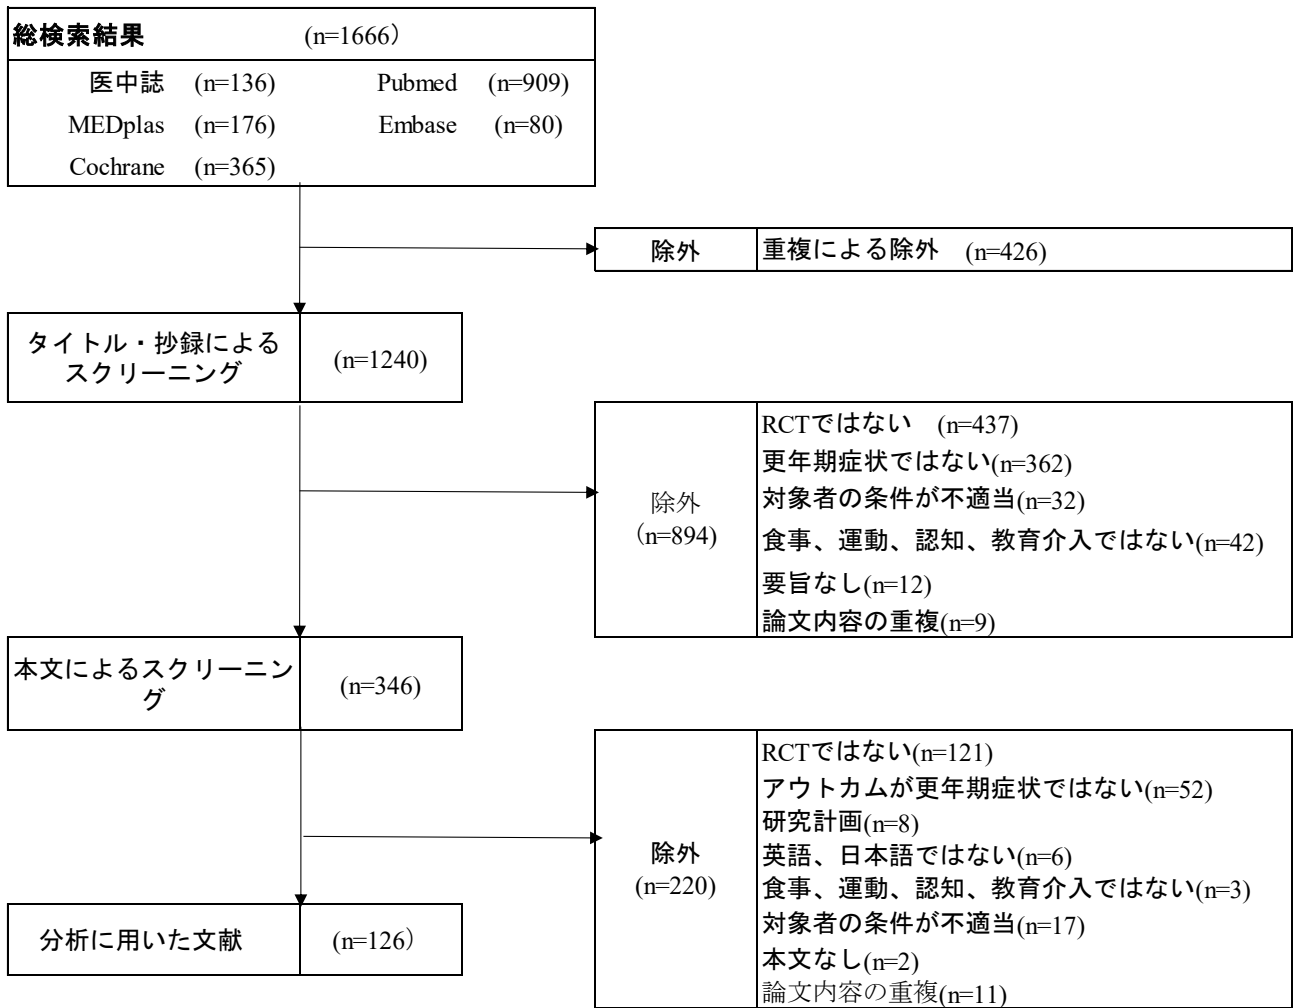 総検索結果 (n=1666)
医中誌 (n=136) Pubmed (n=909)
MEDplas (n=176) Embase (n=80)
Cochrane (n=365)
除外 重複による除外 (n=426)
タイトル・抄録による
スクリーニング
(n=1240)
除外
(n=894)
RCTではない (n=437)
更年期症状ではない(n=362)
対象者の条件が不適当(n=32)
食事、運動、認知、教育介入ではない(n=42)
要旨なし(n=12)
論文内容の重複(n=9)
本文によるスクリーニン
グ
(n=346)
除外
(n=220)
RCTではない(n=121)
アウトカムが更年期症状ではない(n=52)
研究計画(n=8)
英語、日本語ではない(n=6)
食事、運動、認知、教育介入ではない(n=3)
対象者の条件が不適当(n=17)
本文なし(n=2)
論文内容の重複(n=11)
分析に用いた文献 (n=126)